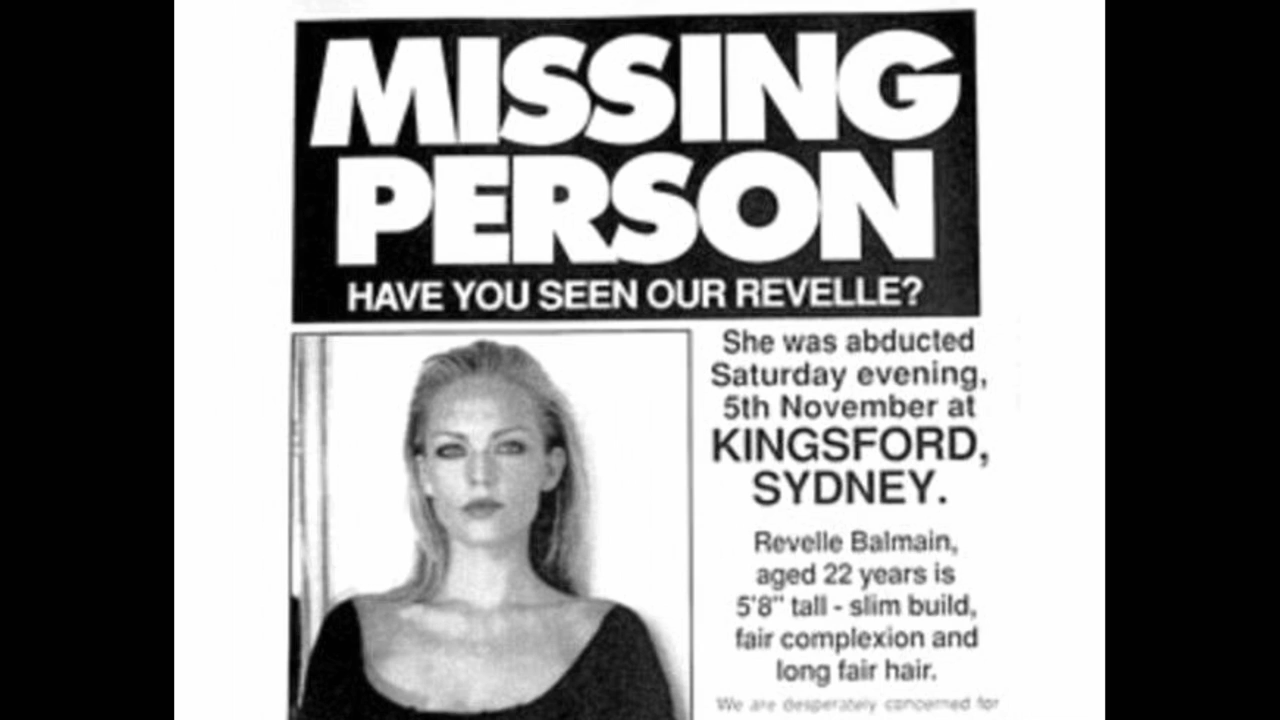 MISSING
PERSON
HAVE YOU SEEN OUR REVELLE?
She was abducted
Saturday evening,
5th November at
KINGSFORD,
SYDNEY.
Revelle Balmain,
aged 22 years is
5'8" tall - slim build,
fair complexion and
long fair hair.
We are desperately concerned for